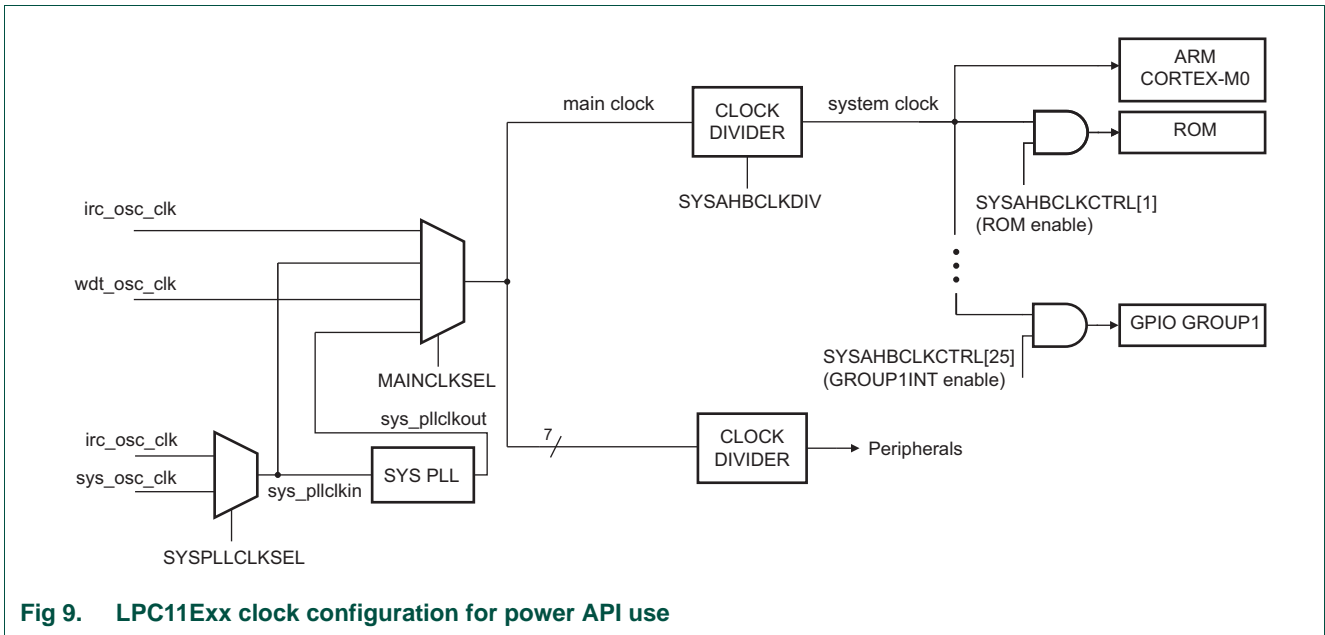 ARM
CORTEX-M0
main clock
CLOCK
DIVIDER
system clock
ROM
SYSAHBCLKDIV
SYSAHBCLKCTRL[1]
(ROM enable)
irc_osc_clk
wdt_osc_clk
GPIO GROUP1
SYSAHBCLKCTRL[25]
(GROUP1INT enable)
MAINCLKSEL
sys_pllclkout
irc_osc_clk
sys_osc_clk
sys_pllclkin
SYS PLL
7
CLOCK
DIVIDER
Peripherals
SYSPLLCLKSEL
Fig 9. LPC11Exx clock configuration for power API use